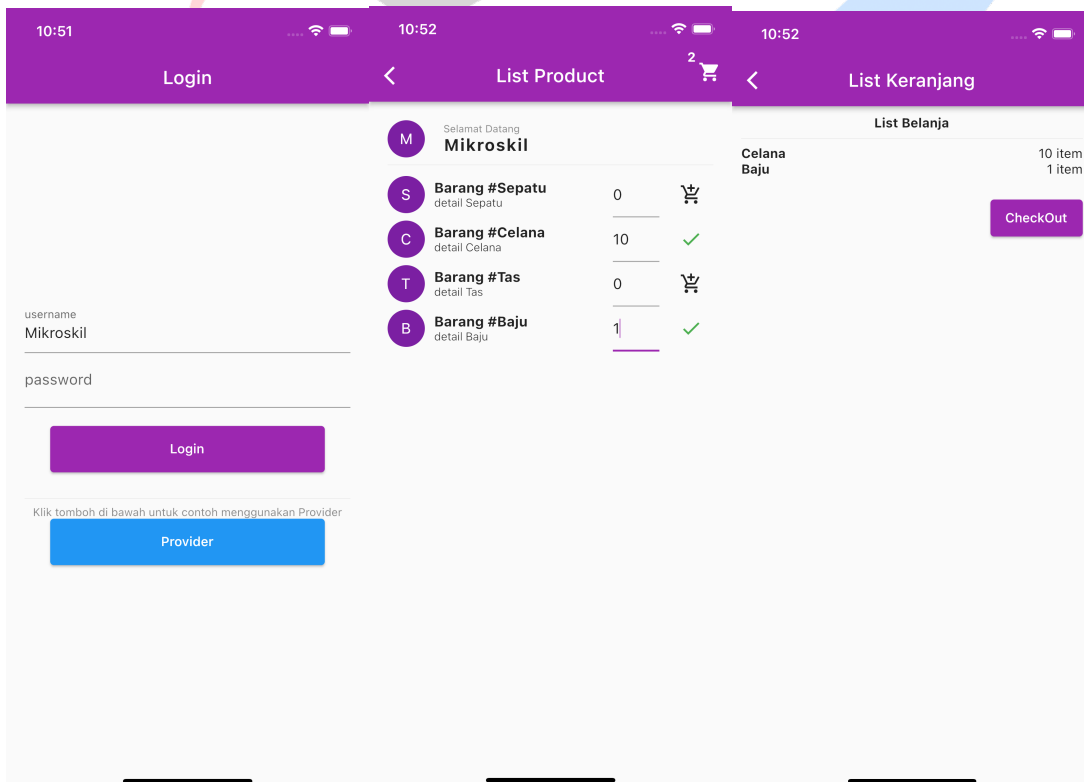 10:51
Login
username
Mikroskil
password
Login
Klik tomboh di bawah untuk contoh menggunakan Provider
Provider
10:52
List Product
2
M
Selamat Datang
Mikroskil
S
Barang #Sepatu
detail Sepatu
0
C
Barang #Celana
detail Celana
10
T
Barang #Tas
detail Tas
0
B
Barang #Baju
detail Baju
1
10:52
List Keranjang
List Belanja
Celana 10 item
Baju 1 item
CheckOut